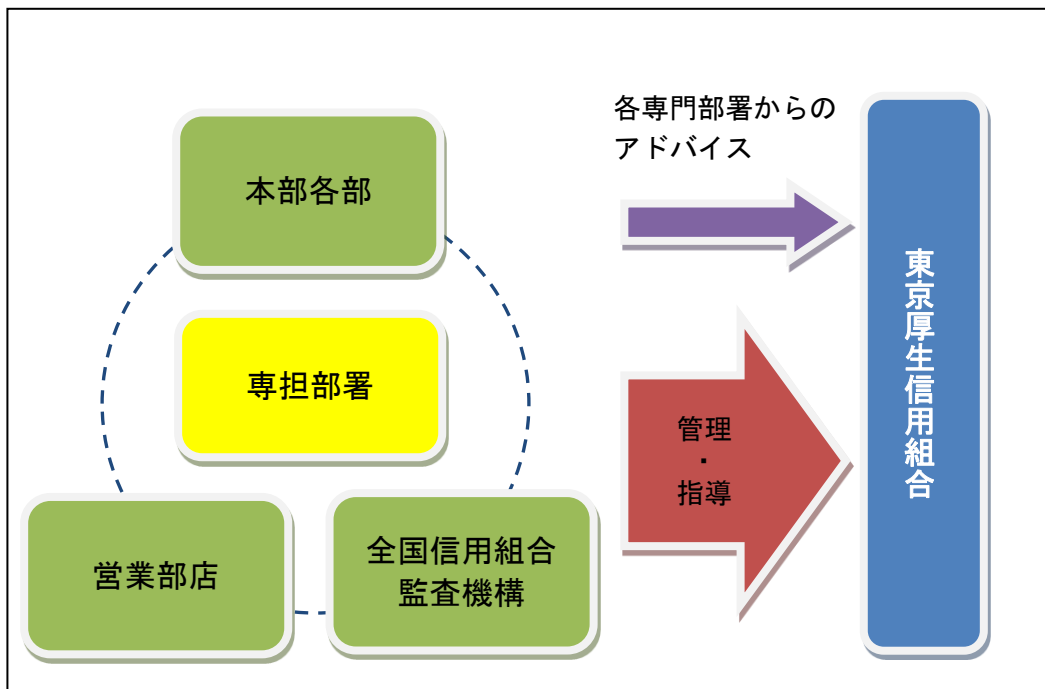 本部各部
専担部署
営業部店
全国信用組合
監査機構
各専門部署からの
アドバイス
管理
・
指導
東京厚生信用組合